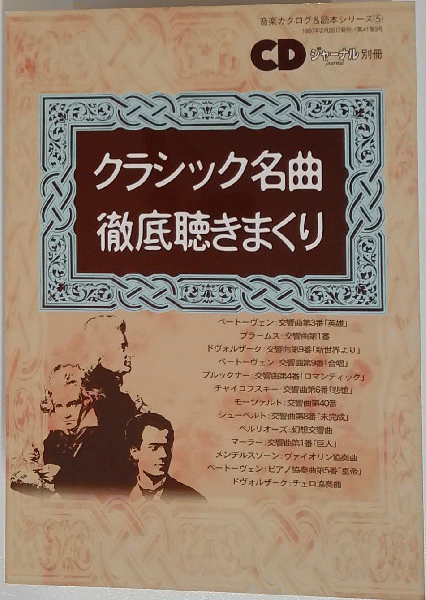 音楽カタログ&読本シリーズ⑤
CDジャーナル別冊
journal
クラシック名曲
徹底聴きまくり
ベートーヴェン:交響曲第3番「英雄」
ブラームス:交響曲第1番
ドヴォルザーク:交響曲第9番「新世界より」
ベートーヴェン:交響曲第9番「合唱」
ブルックナー:交響曲第4番「ロマンティック」
チャイコフスキー:交響曲第6番「悲愴」
モーツァルト:交響曲第40番
シューベルト:交響曲第8番「未完成」
ベルリオーズ:幻想交響曲
マーラー:交響曲第1番「巨人」
メンデルスゾーン:ヴァイオリン協奏曲
ベートーヴェン:ピアノ協奏曲第5番「皇帝」
ドヴォルザーク:チェロ協奏曲